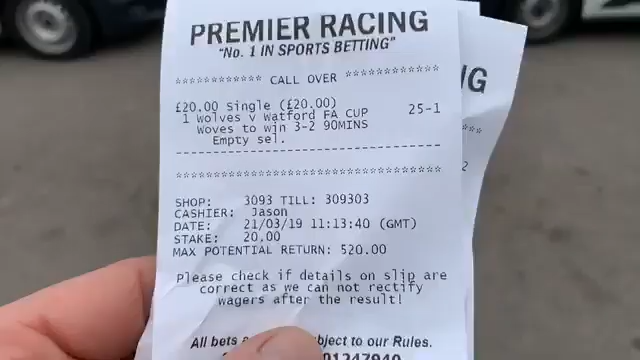 PREMIER RACING
"No. 1 IN SPORTS BETTING"
************ CALL OVER ************
£20.00 Single (£20.00)
1 Wolves v Watford FA CUP 25-1
Woves to win 3-2 90MINS
Empty sel.
SHOP: 3093 TILL: 309303
CASHIER: Jason
DATE: 21/03/19 11:13:40 (GMT)
STAKE: 20.00
MAX POTENTIAL RETURN: 520.00
Please check if details on slip are
correct as we can not rectify
wagers after the result!
All bets bject to our Rules.
01247940
NG